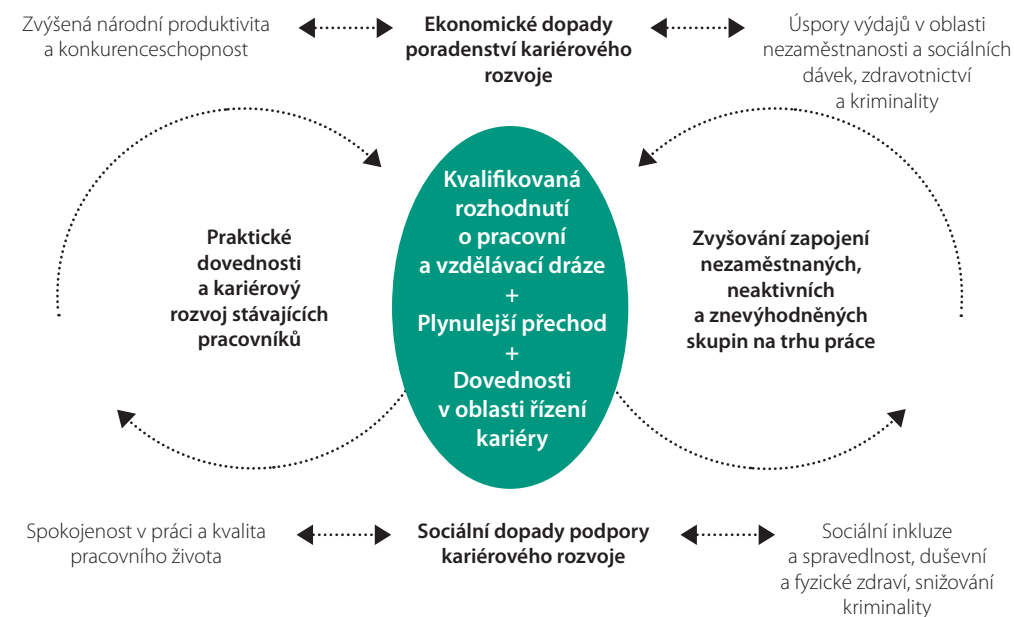 Zvýšená národní produktivita
a konkurenceschopnost
Ekonomické dopady
poradenství kariérového
rozvoje
Úspory výdajů v oblasti
nezaměstnanosti a sociálních
dávek, zdravotnictví
a kriminality
Praktické
dovednosti
a kariérový
rozvoj stávajících
pracovníků
Kvalifikovaná
rozhodnutí
o pracovní
a vzdělávací dráze
+
Plynulejší přechod
+
Dovednosti
v oblasti řízení
kariéry
Zvyšování zapojení
nezaměstnaných,
neaktivních
a znevýhodněných
skupin na trhu práce
Spokojenost v práci a kvalita
pracovního života
Sociální dopady podpory
kariérového rozvoje
Sociální inkluze
a spravedlnost, duševní
a fyzické zdraví, snižování
kriminality